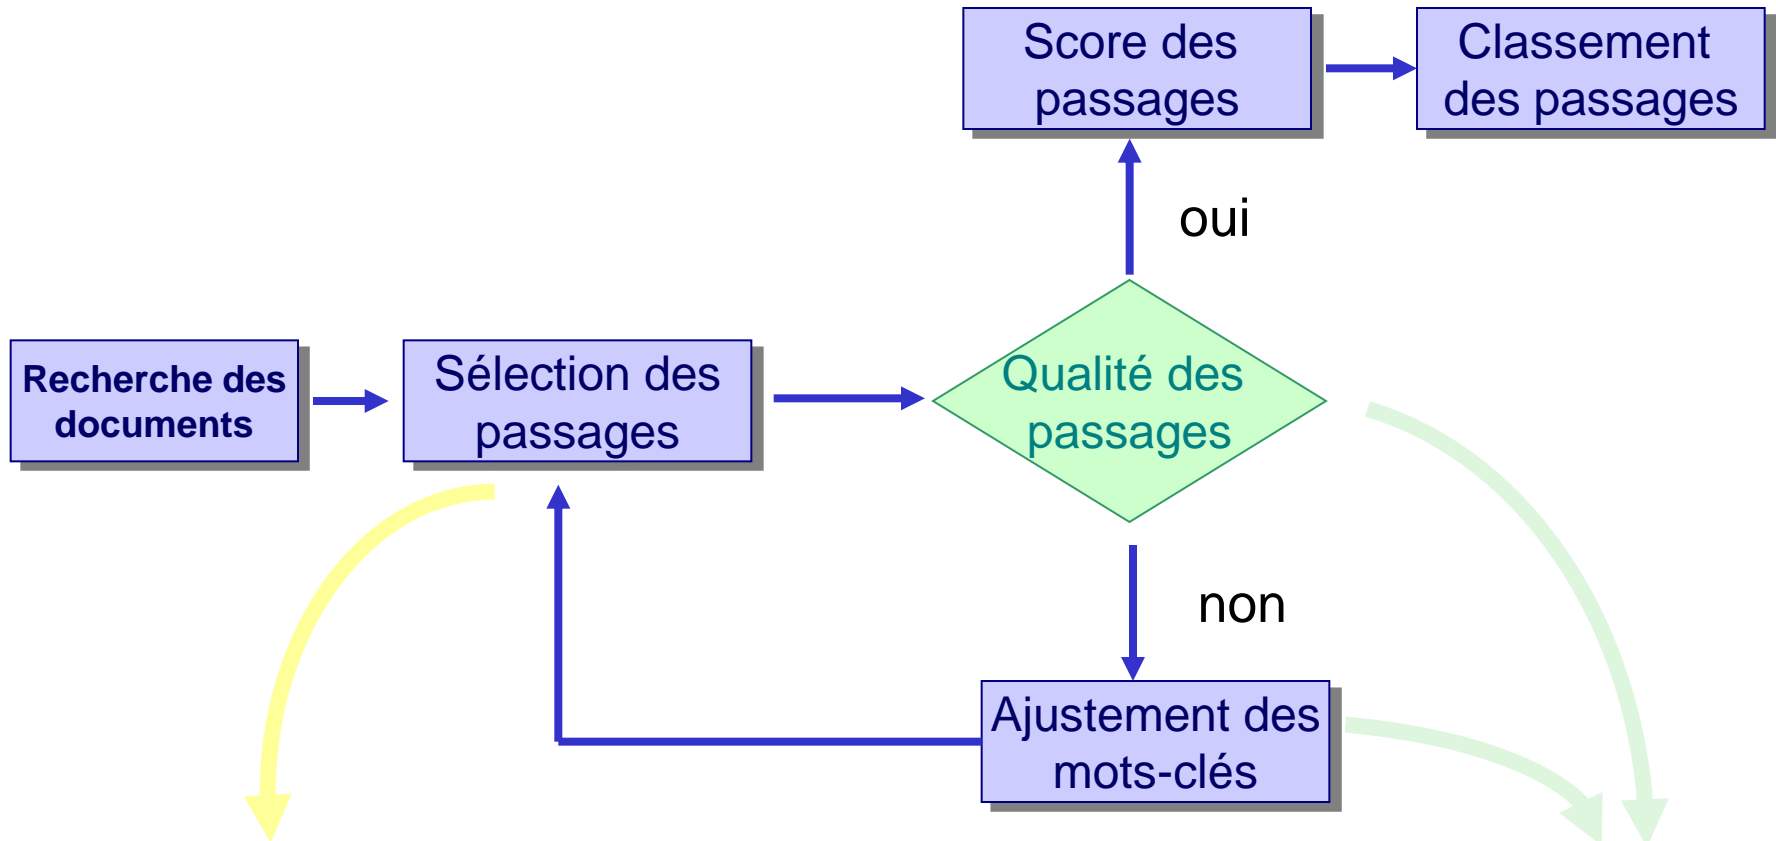 Score des
passages
Classement
des passages
oui
Recherche des
documents
Sélection des
passages
Qualité des
passages
non
Ajustement des
mots-clés